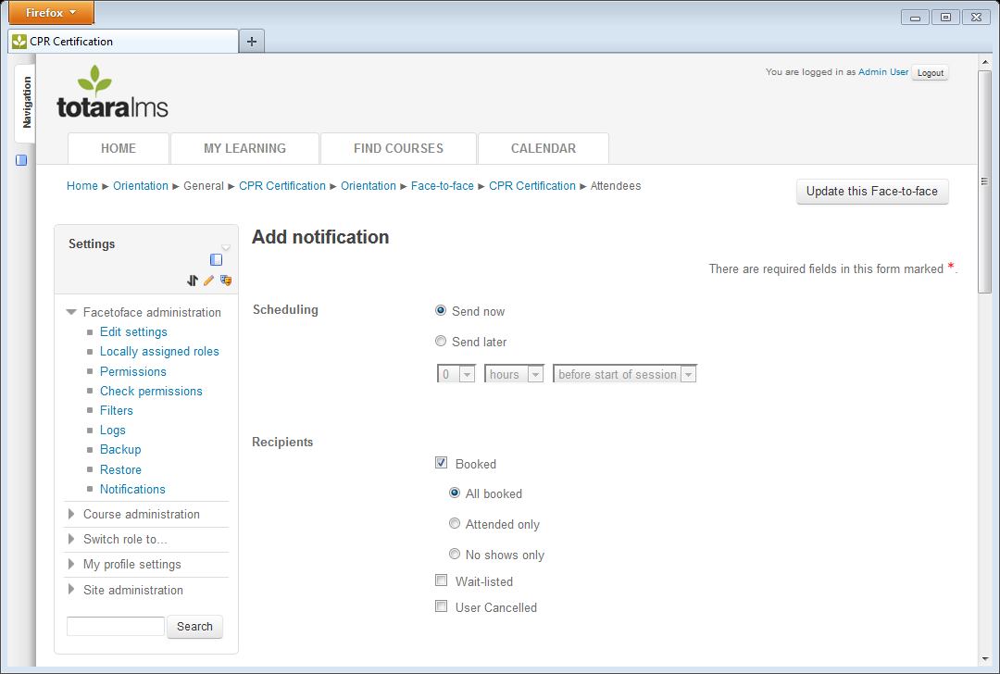 Firefox
CPR Certification
Navigation
You are logged in as Admin User Logout
totaralms
HOME MY LEARNING FIND COURSES CALENDAR
Home ► Orientation ► General ► CPR Certification ► Orientation ► Face-to-face ► CPR Certification ► Attendees
Update this Face-to-face
Settings
Facetoface administration
Edit settings
Locally assigned roles
Permissions
Check permissions
Filters
Logs
Backup
Restore
Notifications
Course administration
Switch role to...
My profile settings
Site administration
Search
Add notification
There are required fields in this form marked *.
Scheduling
Send now
Send later
0 hours before start of session
Recipients
Booked
All booked
Attended only
No shows only
Wait-listed
User Cancelled